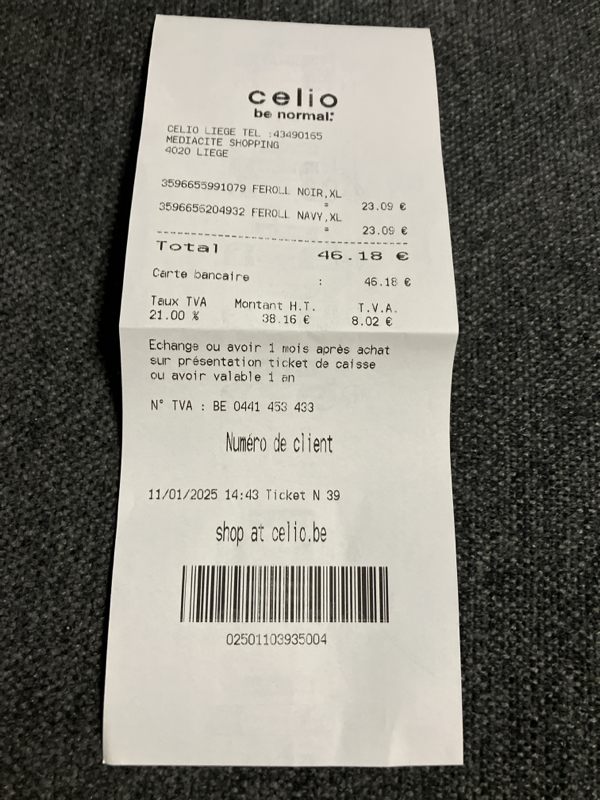 celio
be normal:
CELIO LIEGE TEL :43490165
MEDIACITE SHOPPING
4020 LIEGE
3596655991079 FEROLL NOIR,XL
= 23.09 €
3596656204932 FEROLL NAVY,XL
= 23.09 €
Total 46.18 €
Carte bancaire : 46.18 €
Taux TVA Montant H.T. T.V.A.
21.00 % 38.16 € 8.02 €
Echange ou avoir 1 mois après achat
sur présentation ticket de caisse
ou avoir valable 1 an
N° TVA : BE 0441 453 433
Numéro de client
11/01/2025 14:43 Ticket N 39
shop at celio.be
02501103935004